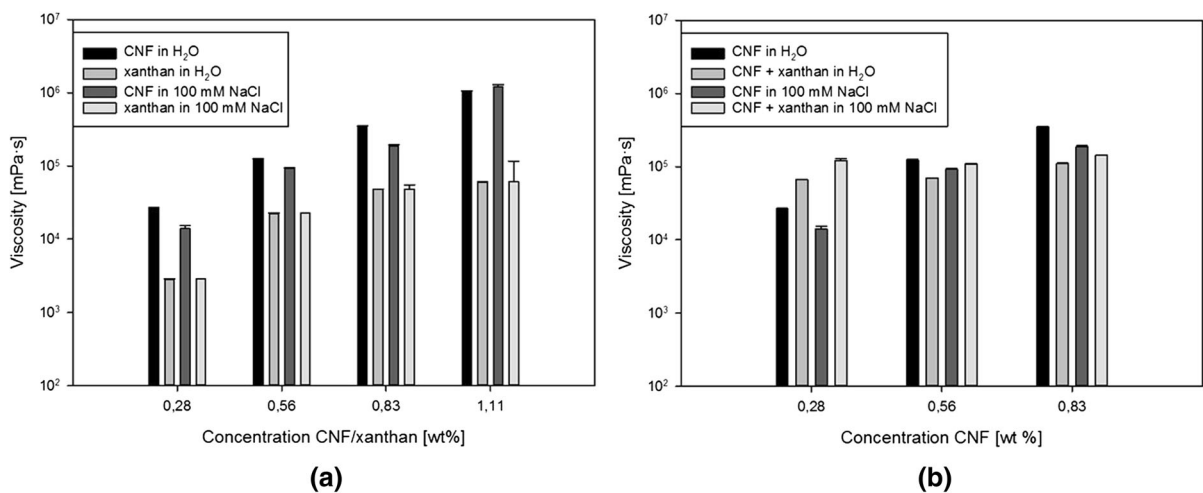 10⁷
10⁶
10⁵
10⁴
10³
10²
Viscosity [mPa·s]
CNF in H₂O
xanthan in H₂O
CNF in 100 mM NaCl
xanthan in 100 mM NaCl
0,28 0,56 0,83 1,11
Concentration CNF/xanthan [wt%]
(a)
10⁷
10⁶
10⁵
10⁴
10³
10²
Viscosity [mPa·s]
CNF in H₂O
CNF + xanthan in H₂O
CNF in 100 mM NaCl
CNF + xanthan in 100 mM NaCl
0,28 0,56 0,83
Concentration CNF [wt %]
(b)